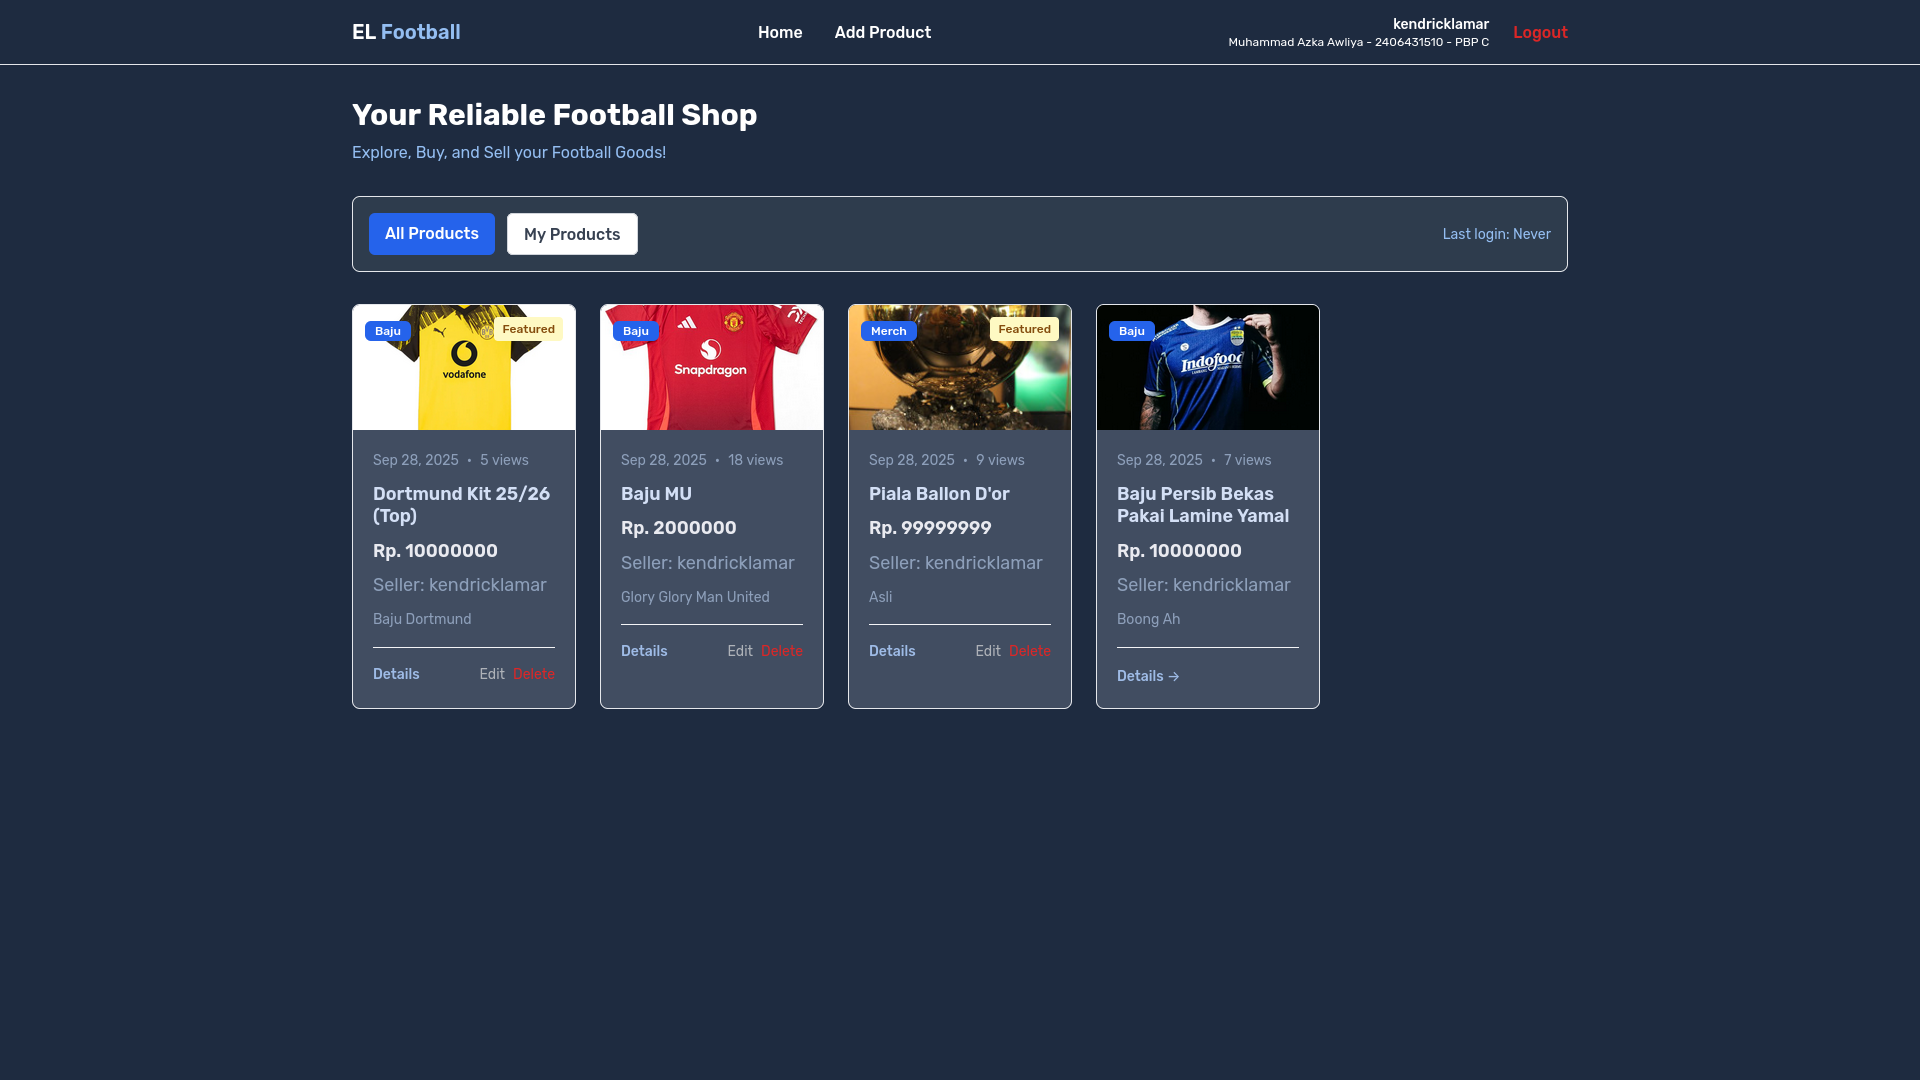 EL Football
Home
Add Product
kendricklamar
Muhammad Azka Awliya - 2406431510 - PBP C
Logout
Your Reliable Football Shop
Explore, Buy, and Sell your Football Goods!
All Products
My Products
Last login: Never
Baju
Featured
vodafone
Sep 28, 2025 • 5 views
Dortmund Kit 25/26
(Top)
Rp. 10000000
Seller: kendricklamar
Baju Dortmund
Details
Edit Delete
Baju
Snapdragon
Sep 28, 2025 • 18 views
Baju MU
Rp. 2000000
Seller: kendricklamar
Glory Glory Man United
Details
Edit Delete
Merch
Featured
Sep 28, 2025 • 9 views
Piala Ballon D'or
Rp. 99999999
Seller: kendricklamar
Asli
Details
Edit Delete
Baju
Indofood
Sep 28, 2025 • 7 views
Baju Persib Bekas
Pakai Lamine Yamal
Rp. 10000000
Seller: kendricklamar
Boong Ah
Details →